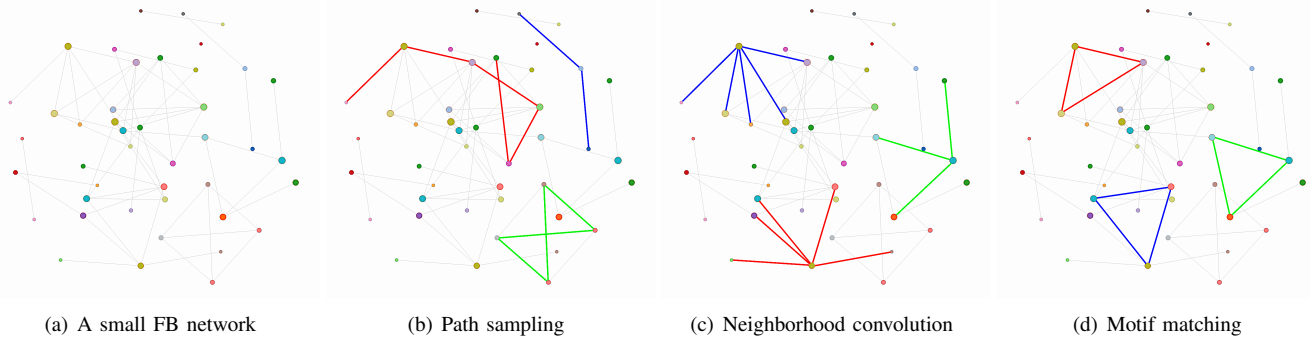 (a) A small FB network
(b) Path sampling
(c) Neighborhood convolution
(d) Motif matching